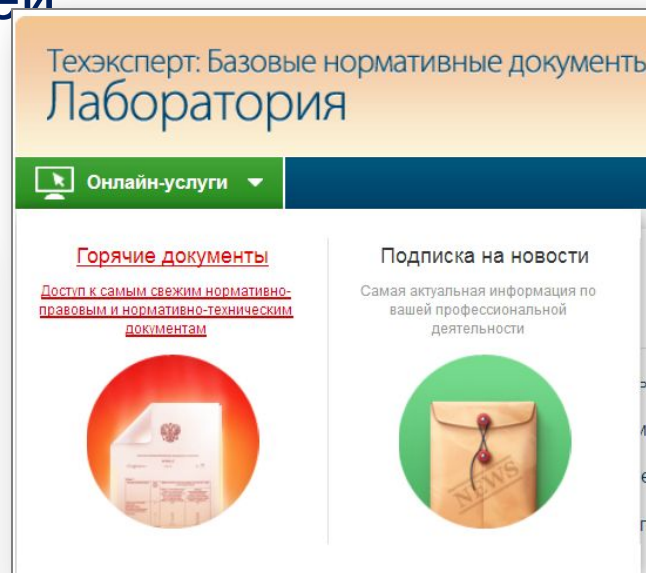 Техэксперт: Базовые нормативные документы
Лаборатория
Онлайн-услуги
Горячие документы
Доступ к самым свежим нормативно-
правовым и нормативно-техническим
документам
Подписка на новости
Самая актуальная информация по
вашей профессиональной
деятельности
NEWS